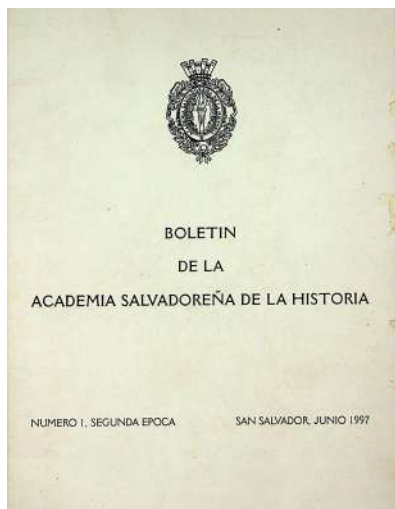 BOLETIN
DE LA
ACADEMIA SALVADOREÑA DE LA HISTORIA
NUMERO 1, SEGUNDA EPOCA SAN SALVADOR, JUNIO 1997